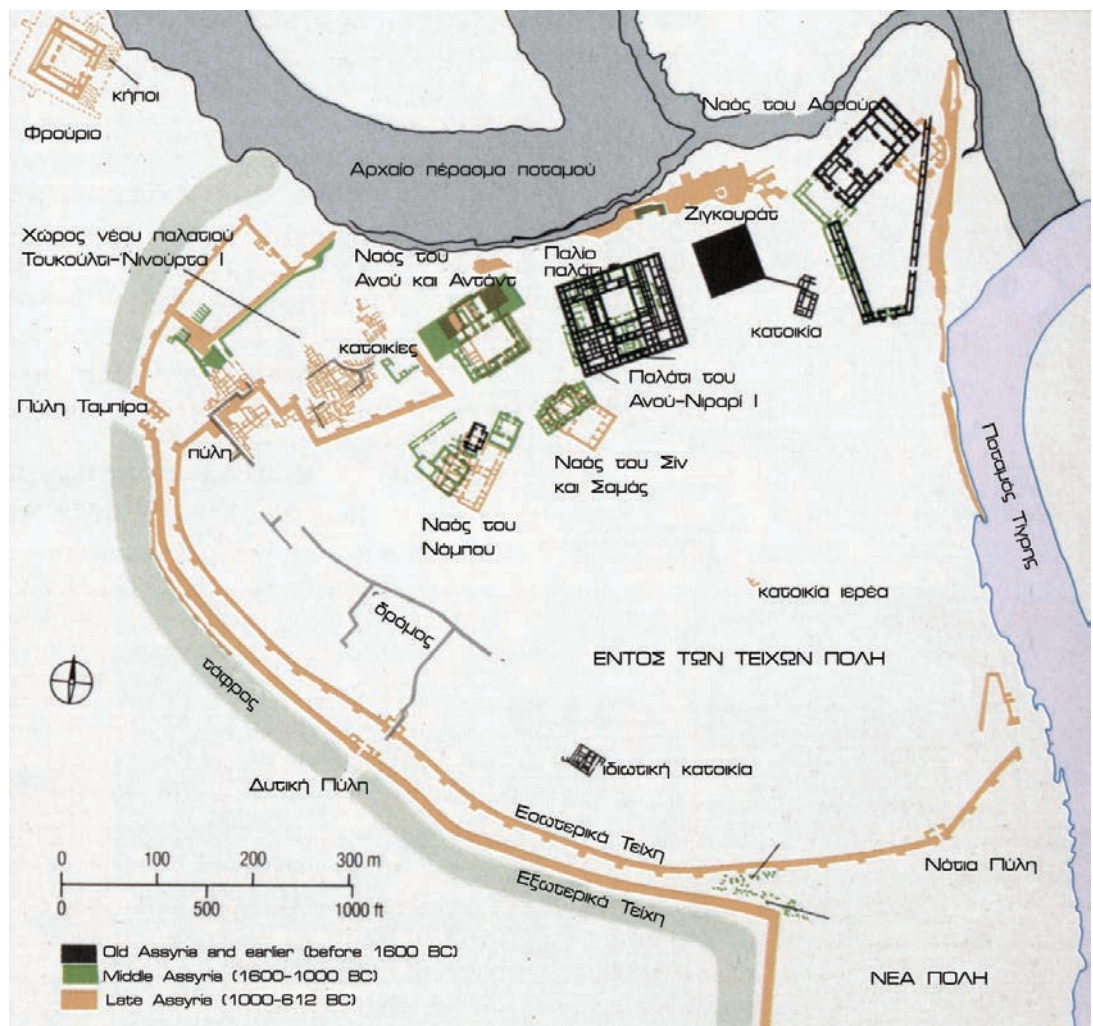 κήποι
Φρούριο
Ναός του Ααρούρ
Αρχαίο πέρασμα ποταμού
Ζιγκουράτ
Χώρος νέου παλατιού
Τουκούλτι-Νινούρτα Ι
Ναός του
Ανού και Αντάντ
Παλίο
παλάτι
κατοικία
κατοικίες
Παλάτι του
Ανού-Νιραρί Ι
Πύλη Ταμπίρα
πύλη
Ναός του Σίν
και Σαμάς
Ναός του
Νάμπου
Ποταμός Τίγρης
κατοικία ιερέα
δρόμος
ΕΝΤΟΣ ΤΩΝ ΤΕΙΧΩΝ ΠΟΛΗ
τάφρος
ιδιωτική κατοικία
Δυτική Πύλη
Εσωτερικά Τείχη
Νότια Πύλη
Εξωτερικά Τείχη
0 100 200 300 m
0 500 1000 ft
Old Assyria and earlier (before 1600 BC)
Middle Assyria (1600-1000 BC)
Late Assyria (1000-612 BC)
ΝΕΑ ΠΟΛΗ